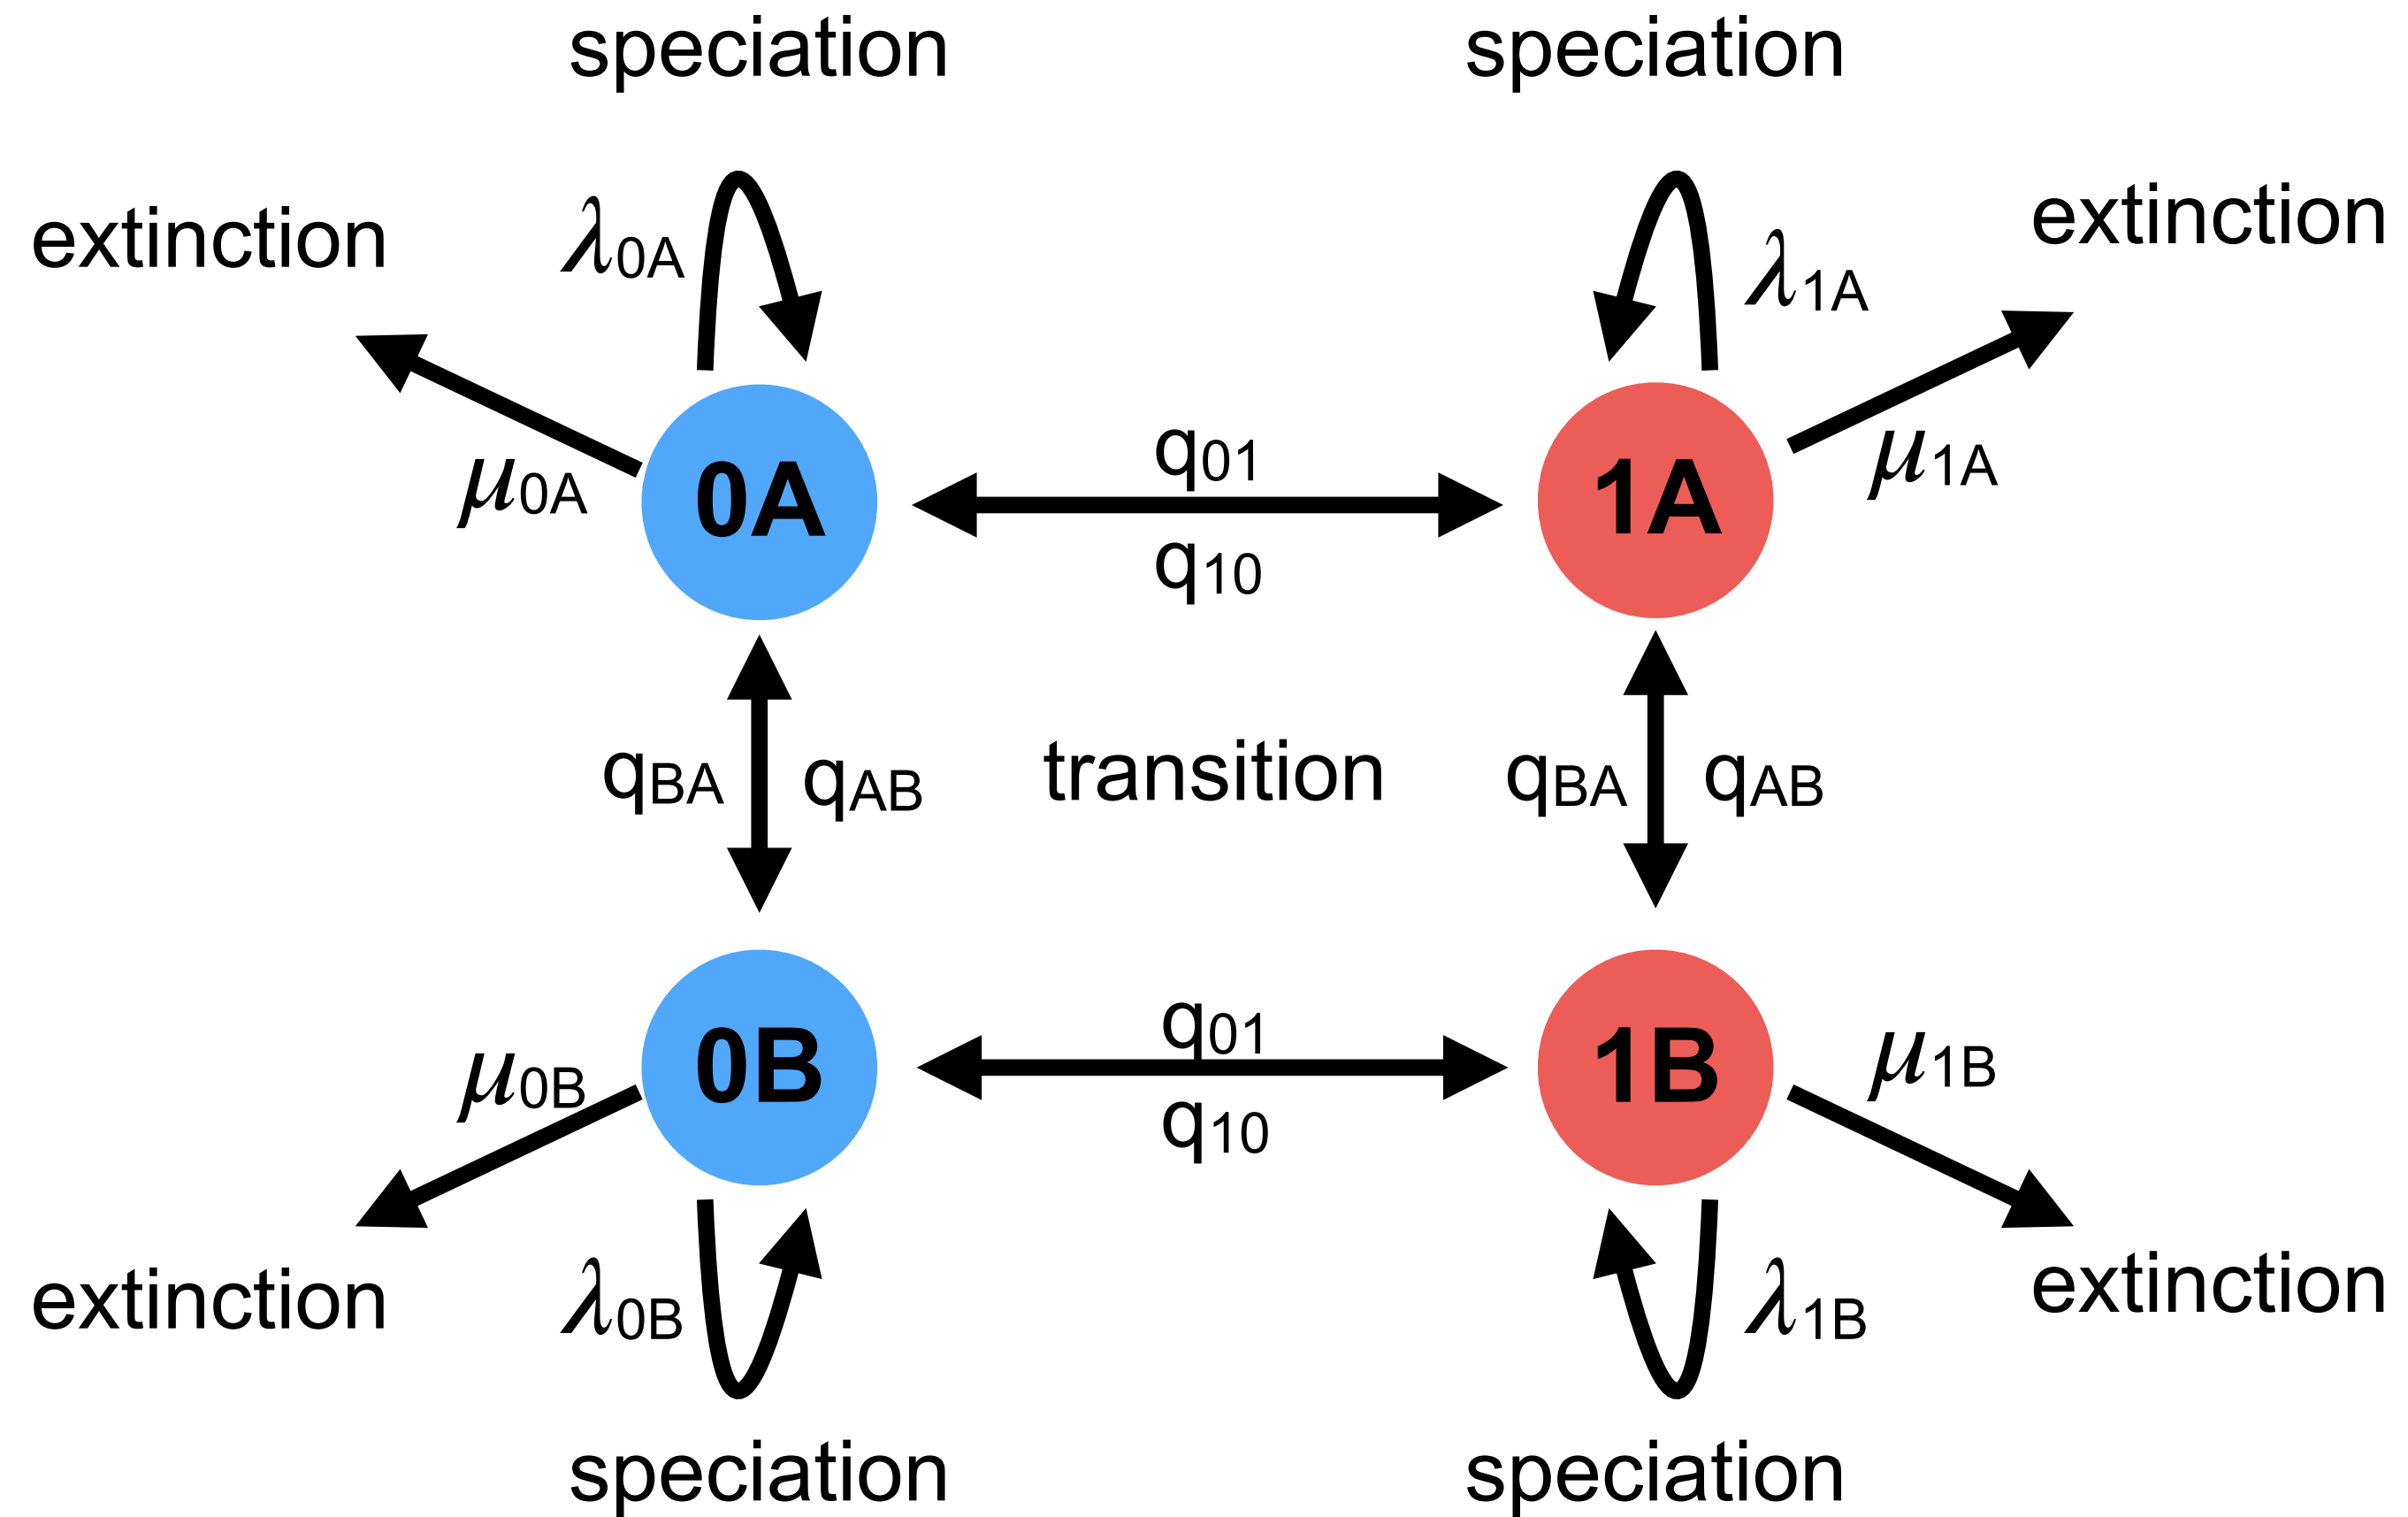 speciation speciation
extinction λ0A λ1A extinction
μ0A 0A q01 1A μ1A
q10
qBA qAB transition qBA qAB
μ0B 0B q01 1B μ1B
q10
extinction λ0B λ1B extinction
speciation speciation